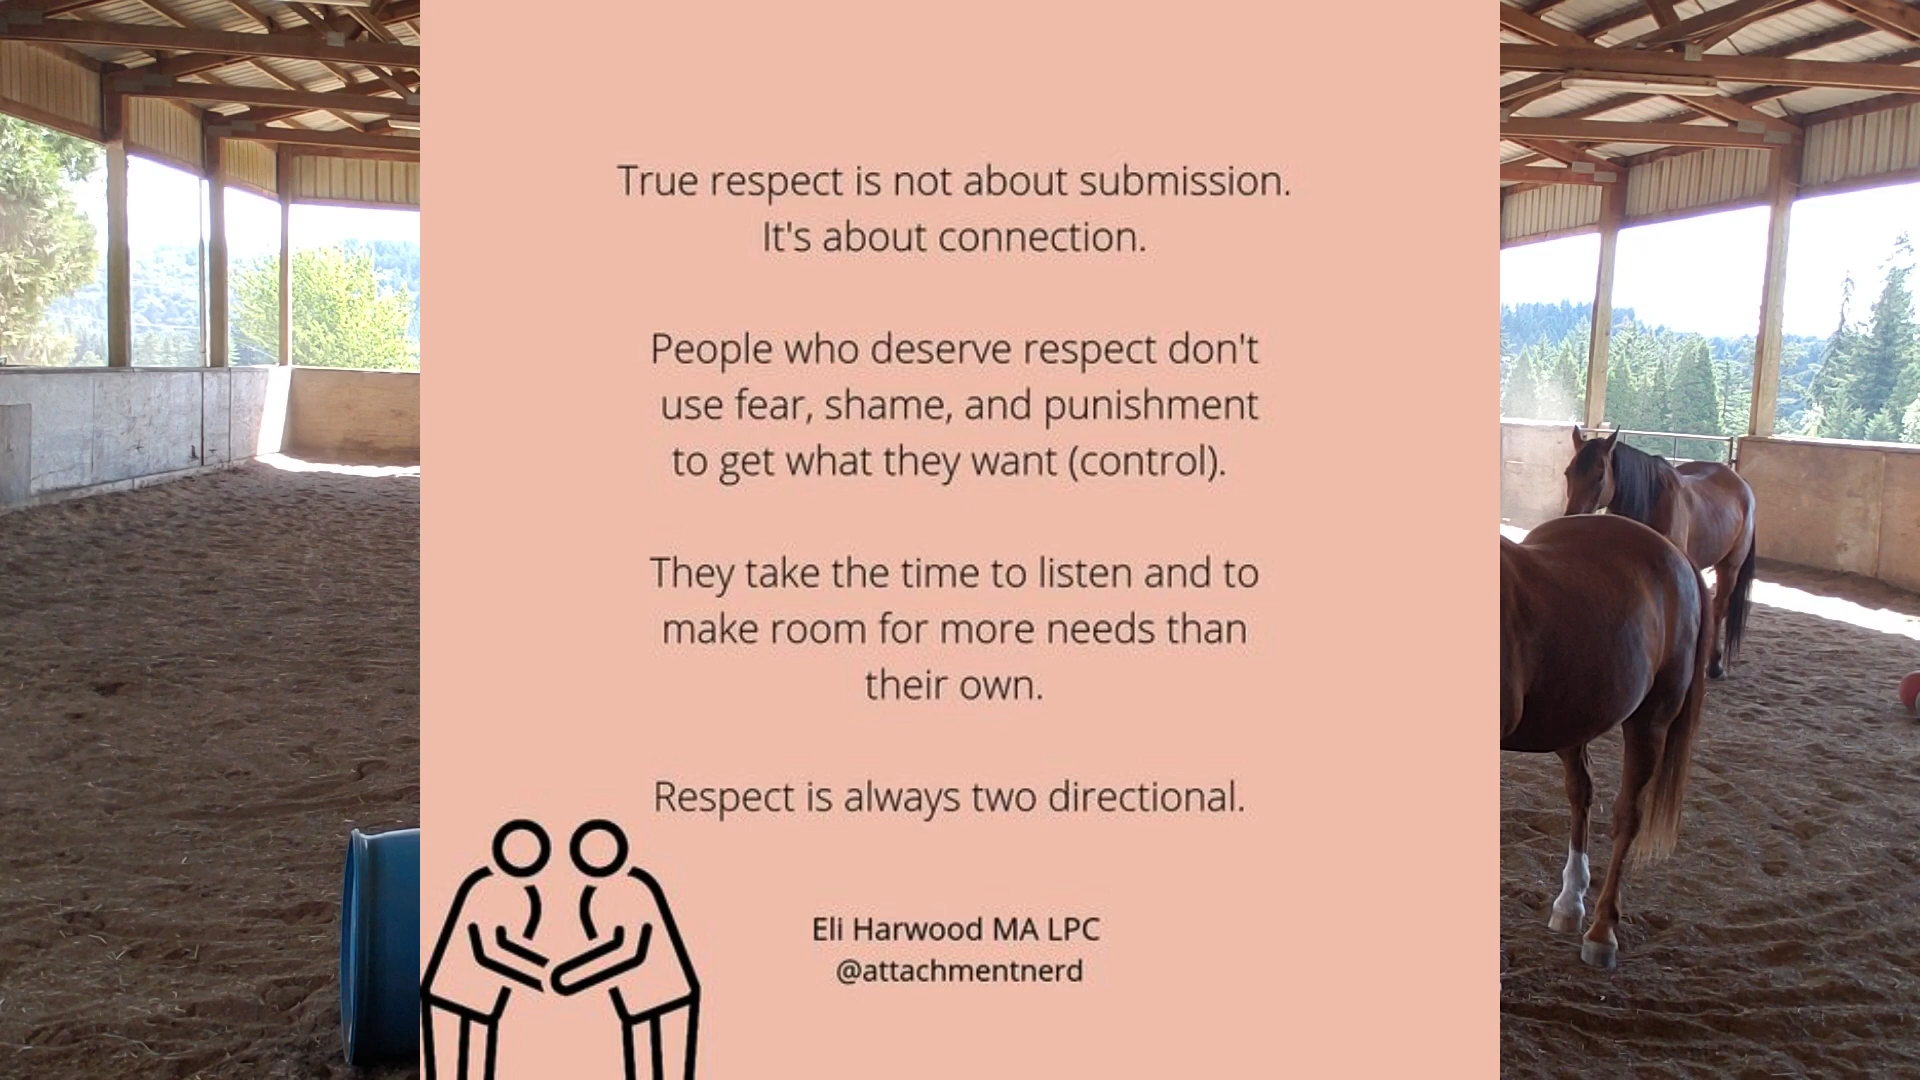 True respect is not about submission.
It's about connection.
People who deserve respect don't
use fear, shame, and punishment
to get what they want (control).
They take the time to listen and to
make room for more needs than
their own.
Respect is always two directional.
Eli Harwood MA LPC
@attachmentnerd